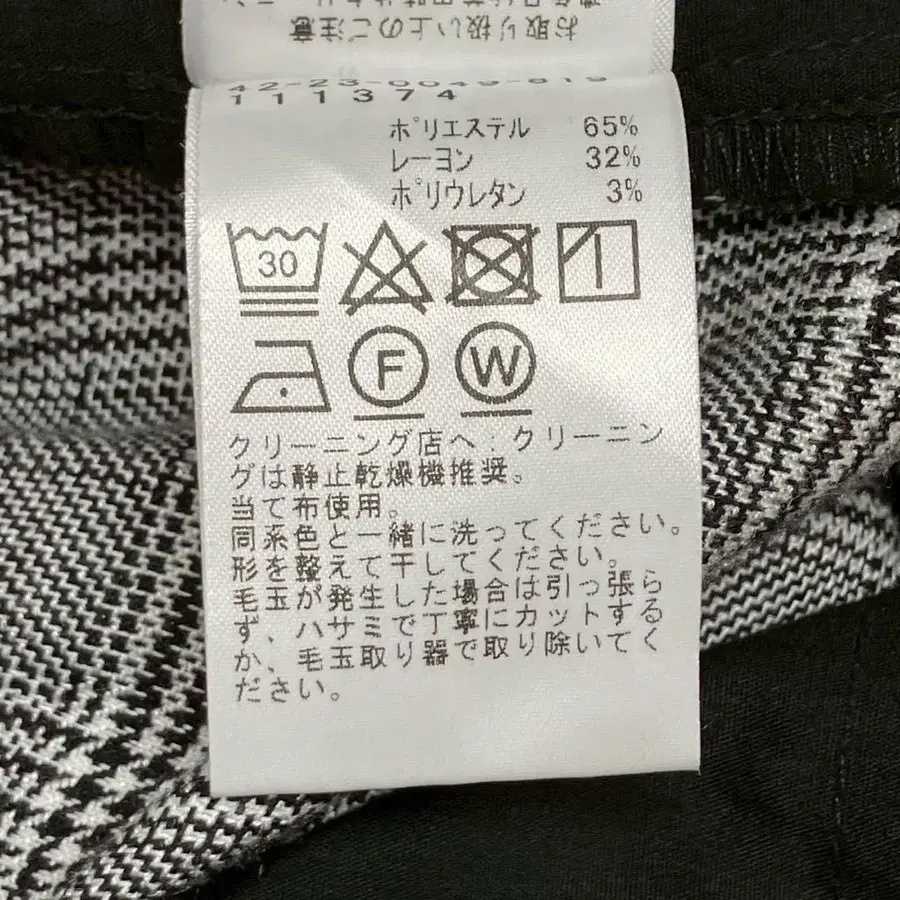 お取り扱い上のご注意
42-23-0049-819
111374
ポリエステル 65%
レーヨン 32%
ポリウレタン 3%
30
F W
クリーニング店へ・クリーニン
グは静止乾燥機推奨。
当て布使用。
同系色と一緒に洗ってください。
形を整えて干してください。
毛玉が発生した場合は引っ張ら
ず、ハサミで丁寧にカットする
か、毛玉取り器で取り除いてく
ださい。